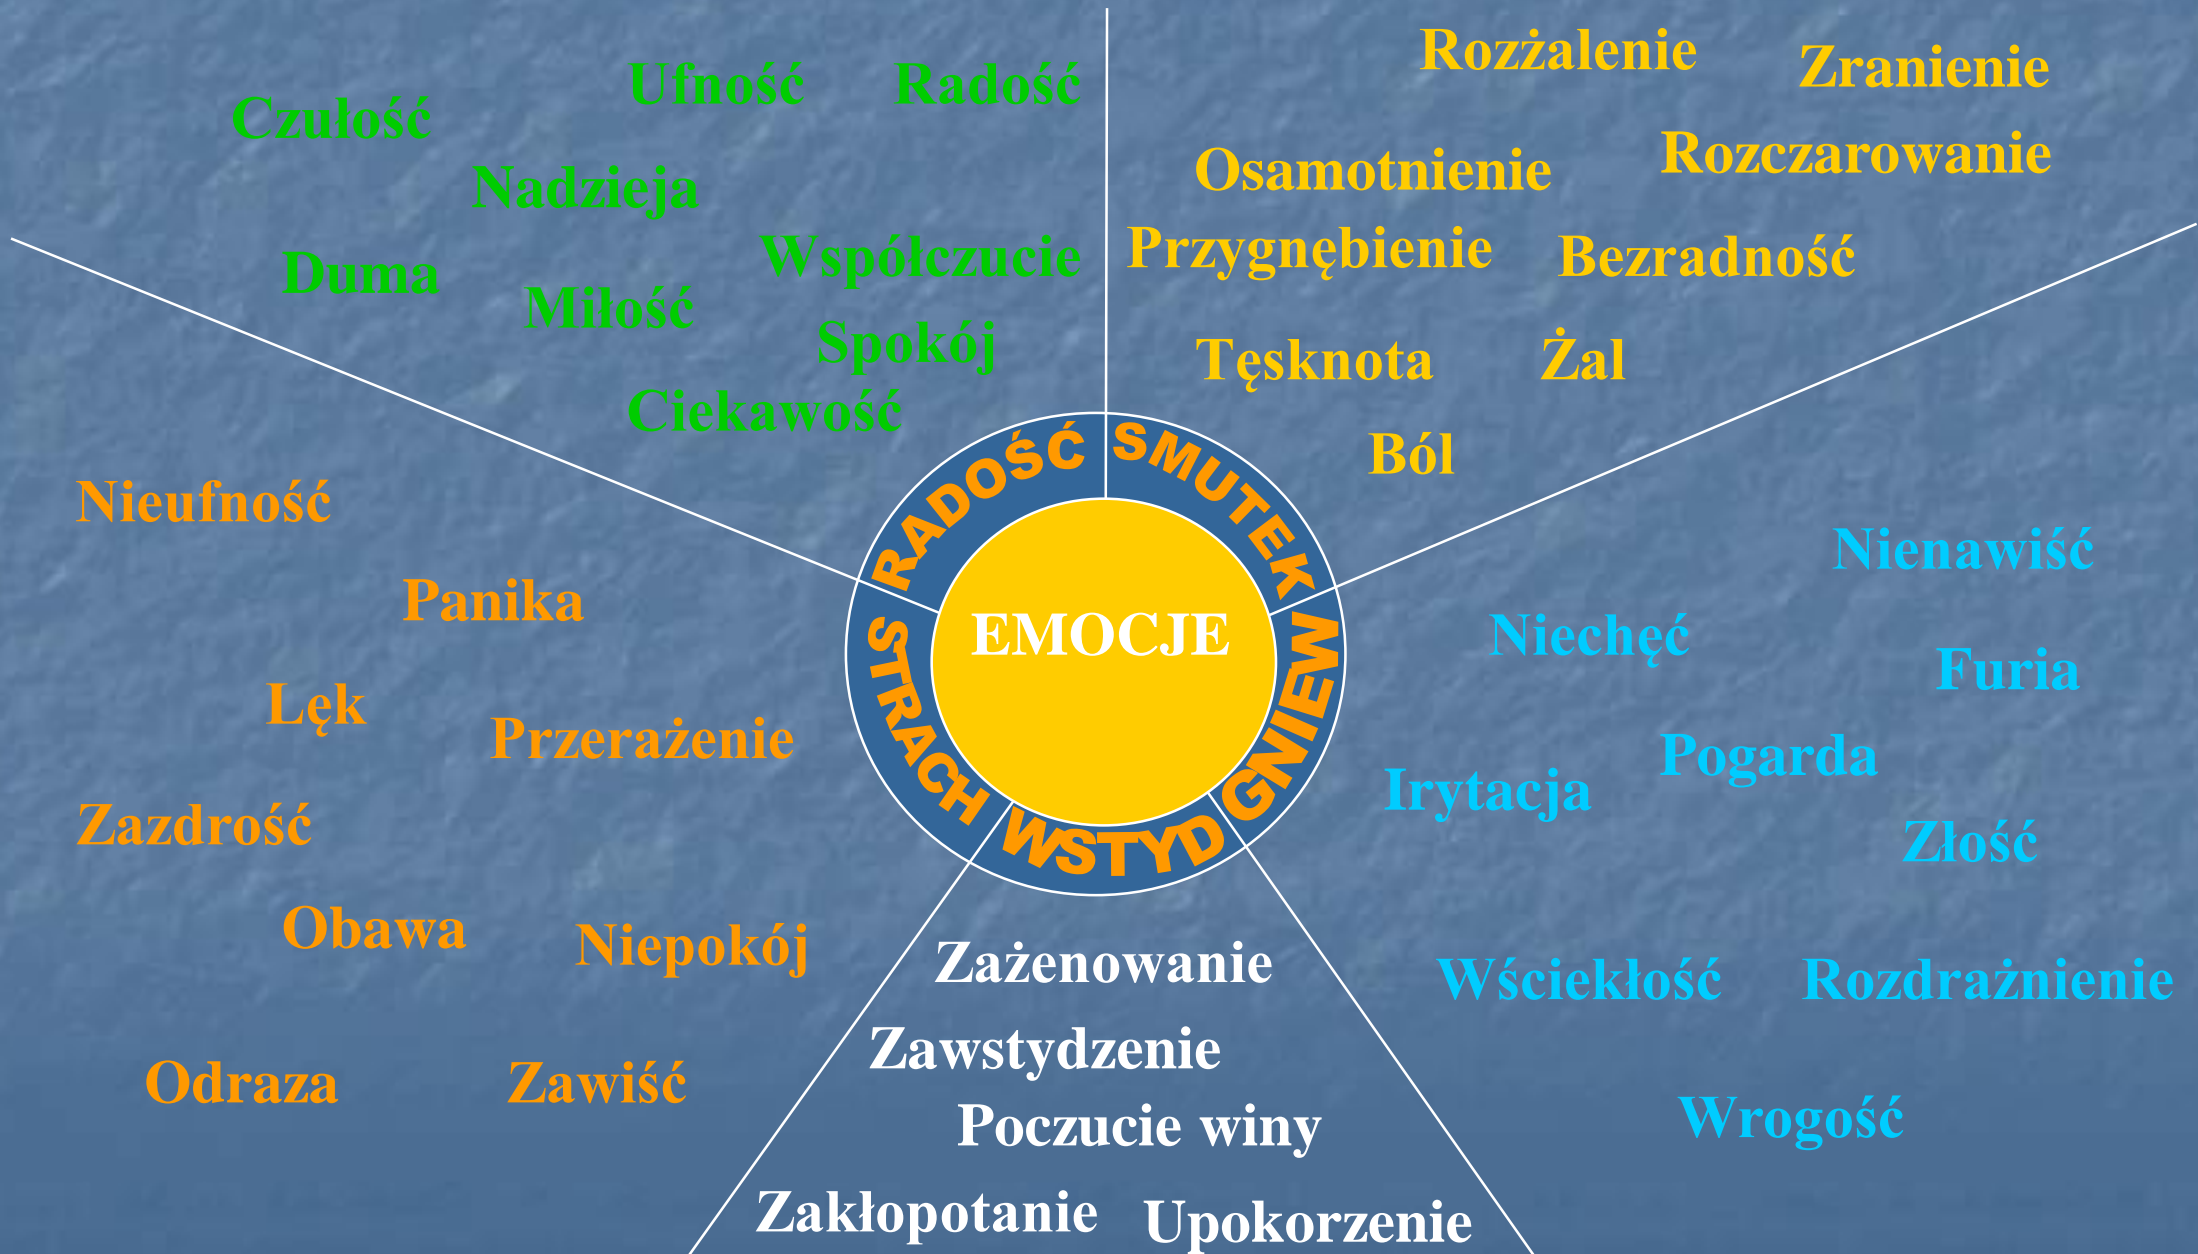 Czułość
Ufność
Radość
Nadzieja
Duma
Miłość
Współczucie
Spokój
Ciekawość
Rozżalenie
Zranienie
Osamotnienie
Rozczarowanie
Przygnębienie
Bezradność
Tęsknota
Żal
Ból
RADOŚĆ
SMUTEK
GNIEW
WSTYD
STRACH
EMOCJE
Nieufność
Panika
Lęk
Przerażenie
Zazdrość
Obawa
Niepokój
Odraza
Zawiść
Nienawiść
Niechęć
Furia
Pogarda
Irytacja
Złość
Wściekłość
Rozdrażnienie
Wrogość
Zażenowanie
Zawstydzenie
Poczucie winy
Zakłopotanie
Upokorzenie